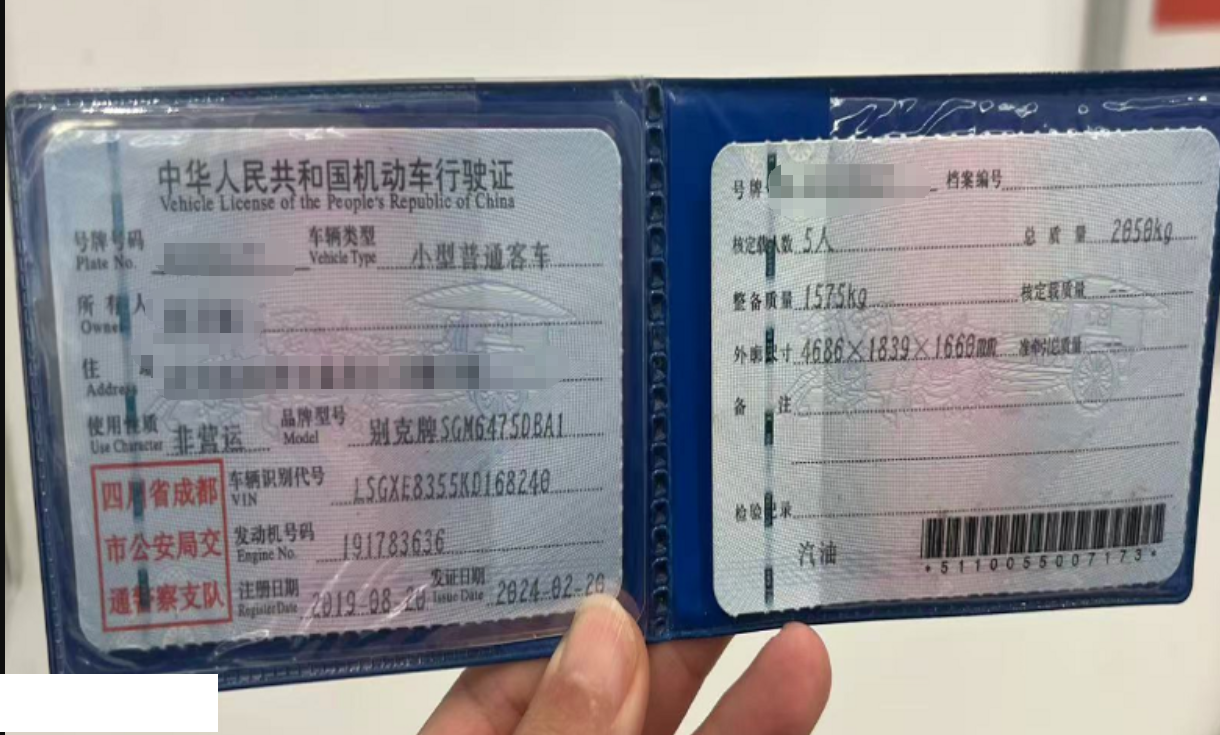 中华人民共和国机动车行驶证
Vehicle License of the People's Republic of China
号牌号码 车辆类型 小型普通客车
Plate No. Vehicle Type
所有人
Owner
住
Address
使用性质 非营运 品牌型号 别克牌SGM6475DBA1
Use Character Model
车辆识别代号 LSGXE8355KD168240
VIN
发动机号码 191783636
Engine No.
注册日期 2019-08-20 发证日期 2024-02-20
Register Date Issue Date
四川省成都
市公安局交
通警察支队
号牌 档案编号
核定载人数 5人 总质量 2050kg
整备质量 1575kg 核定载质量 --
外廓尺寸 4686×1839×1660毫米 准牵引总质量 --
备注
检验记录
汽油
*5110055007173*